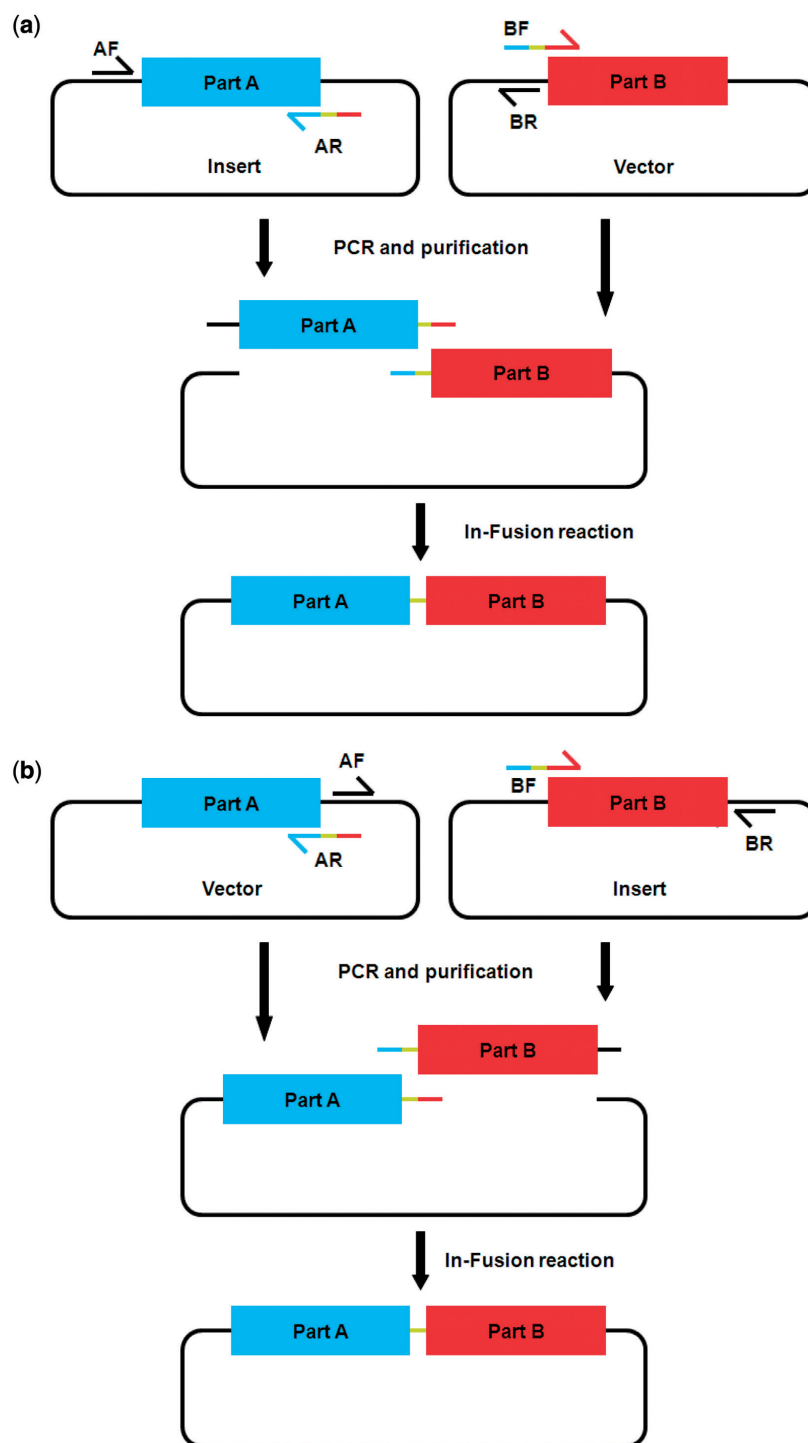 (a)
AF
Part A
AR
Insert
BF
Part B
BR
Vector
PCR and purification
Part A
Part B
In-Fusion reaction
Part A
Part B
(b)
AF
Part A
AR
Vector
BF
Part B
BR
Insert
PCR and purification
Part B
Part A
In-Fusion reaction
Part A
Part B